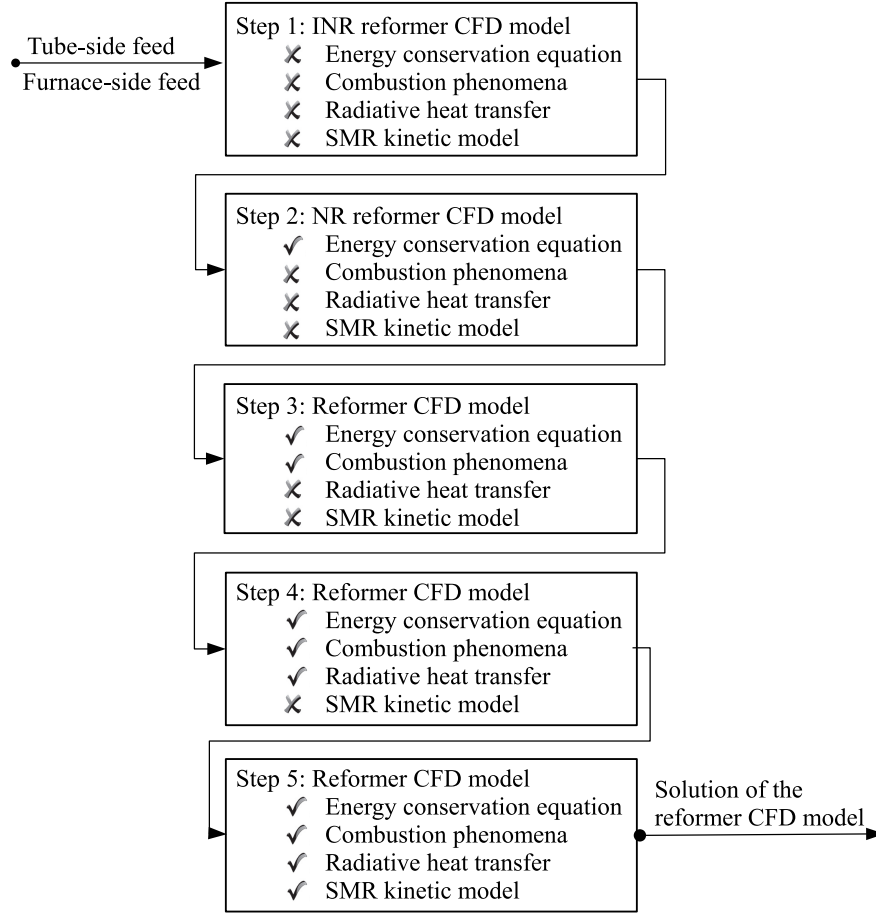 Tube-side feed
Furnace-side feed
Step 1: INR reformer CFD model
✗ Energy conservation equation
✗ Combustion phenomena
✗ Radiative heat transfer
✗ SMR kinetic model
Step 2: NR reformer CFD model
✓ Energy conservation equation
✗ Combustion phenomena
✗ Radiative heat transfer
✗ SMR kinetic model
Step 3: Reformer CFD model
✓ Energy conservation equation
✓ Combustion phenomena
✗ Radiative heat transfer
✗ SMR kinetic model
Step 4: Reformer CFD model
✓ Energy conservation equation
✓ Combustion phenomena
✓ Radiative heat transfer
✗ SMR kinetic model
Step 5: Reformer CFD model
✓ Energy conservation equation
✓ Combustion phenomena
✓ Radiative heat transfer
✓ SMR kinetic model
Solution of the
reformer CFD model